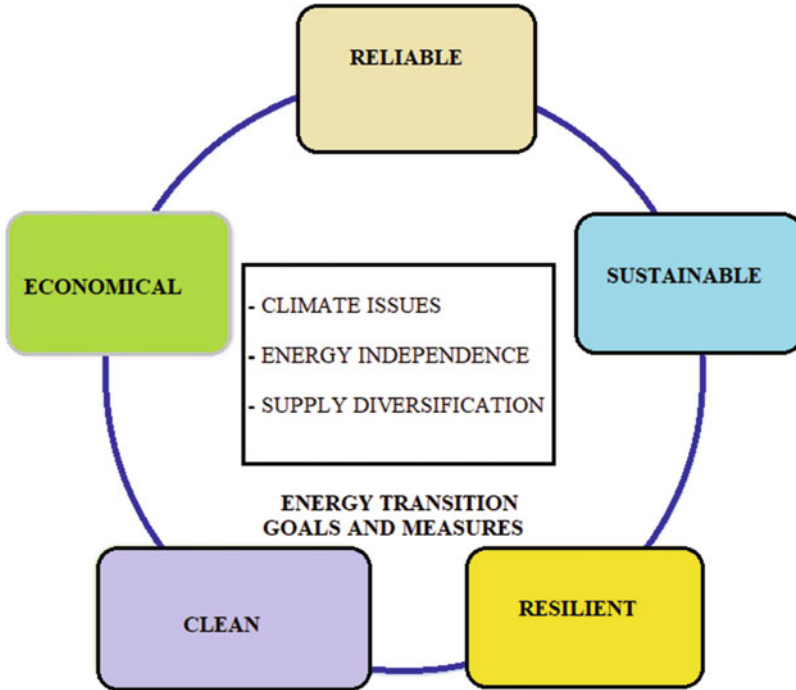 RELIABLE
ECONOMICAL
SUSTAINABLE
- CLIMATE ISSUES
- ENERGY INDEPENDENCE
- SUPPLY DIVERSIFICATION
ENERGY TRANSITION
GOALS AND MEASURES
CLEAN
RESILIENT